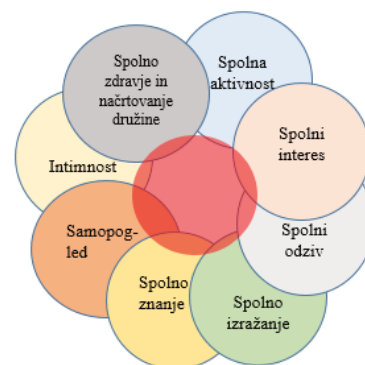 Spolno
zdravje in
načrtovanje
družine
Spolna
aktivnost
Spolni
interes
Spolni
odziv
Spolno
izražanje
Spolno
znanje
Samopog-
led
Intimnost